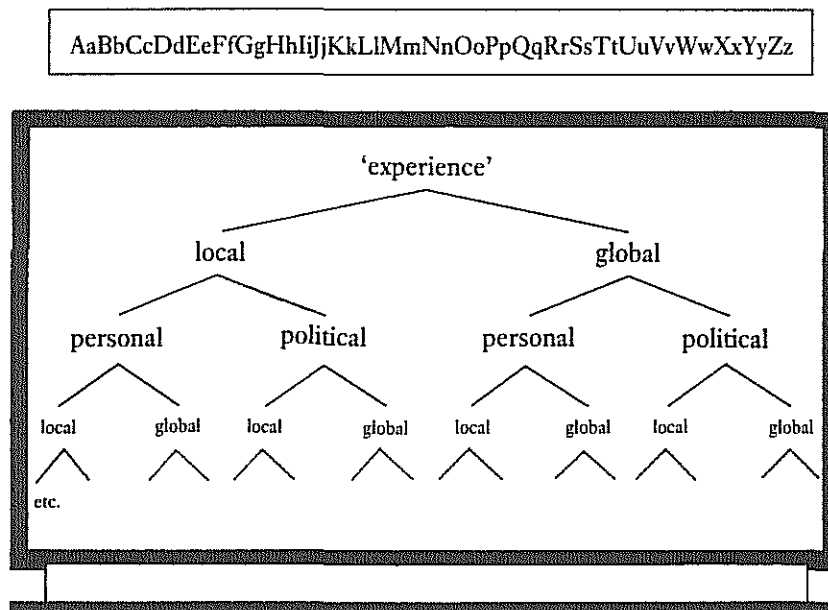 AaBbCcDdEeFfGgHhIiJjKkLlMmNnOoPpQqRrSsTtUuVvWwXxYyZz
'experience'
local global
personal political personal political
local global local global local global local global
etc.